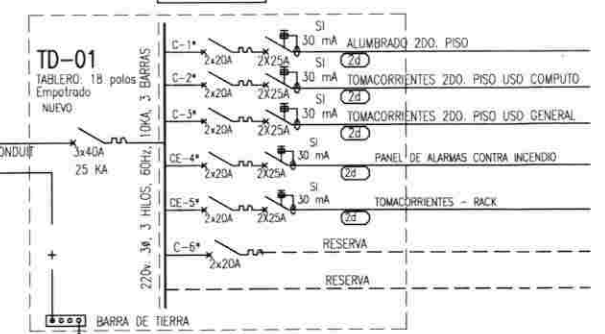 TD-01
TABLERO: 18 polos
Empotrado
NUEVO
CONDUIT
3x40A
25 KA
220v. 3Ø, 3 HILOS, 60Hz, 10KA, 3 BARRAS
C-1* 2x20A 2X25A SI 30 mA ALUMBRADO 2DO. PISO 2d
C-2* 2x20A 2X25A SI 30 mA TOMACORRIENTES 2DO. PISO USO COMPUTO 2d
C-3* 2x20A 2X25A SI 30 mA TOMACORRIENTES 2DO. PISO USO GENERAL 2d
CE-4* 2x20A 2X25A SI 30 mA PANEL DE ALARMAS CONTRA INCENDIO 2d
CE-5* 2x20A 2X25A SI 30 mA TOMACORRIENTES - RACK 2d
C-6* 2x20A RESERVA
RESERVA
BARRA DE TIERRA